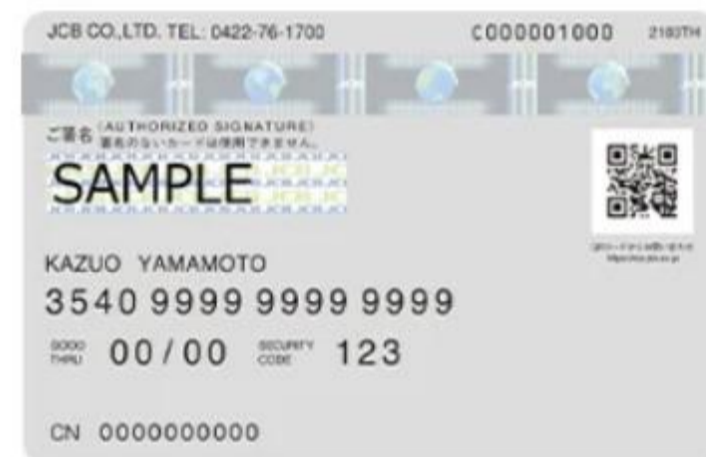 JCB CO.,LTD. TEL: 0422-76-1700 C000001000 2103TH
ご署名 (AUTHORIZED SIGNATURE)
署名のないカードは使用できません。
SAMPLE
KAZUO YAMAMOTO
3540 9999 9999 9999
GOOD THRU 00/00 SECURITY CODE 123
CN 0000000000